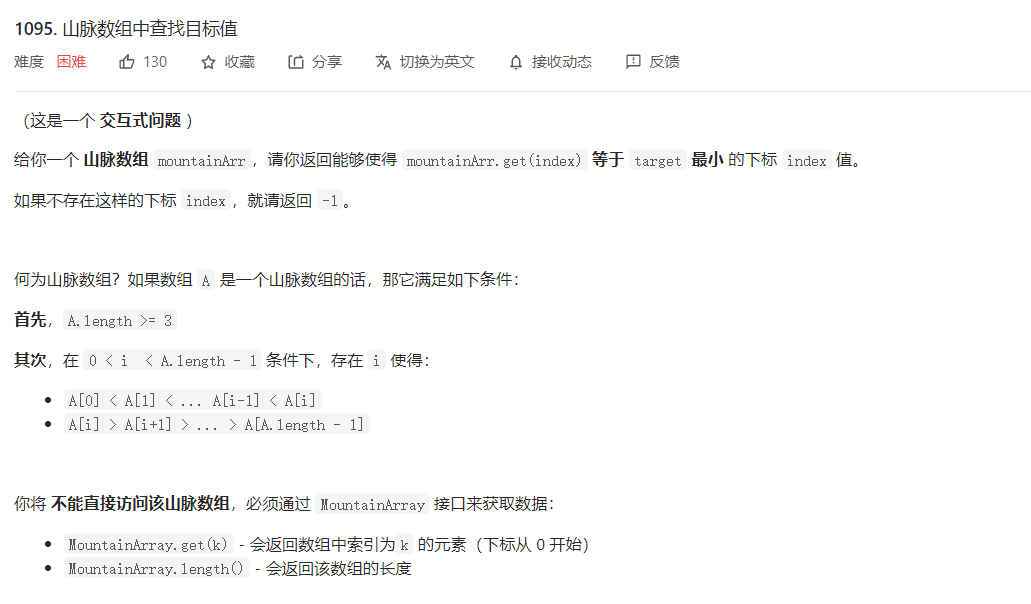 1095. 山脉数组中查找目标值
难度 困难 130 收藏 分享 切换为英文 接收动态 反馈
（这是一个 交互式问题 ）
给你一个 山脉数组 mountainArr，请你返回能够使得 mountainArr.get(index) 等于 target 最小 的下标 index 值。
如果不存在这样的下标 index，就请返回 -1。
何为山脉数组？如果数组 A 是一个山脉数组的话，那它满足如下条件：
首先，A.length >= 3
其次，在 0 < i < A.length - 1 条件下，存在 i 使得：
• A[0] < A[1] < ... A[i-1] < A[i]
• A[i] > A[i+1] > ... > A[A.length - 1]
你将 不能直接访问该山脉数组，必须通过 MountainArray 接口来获取数据：
• MountainArray.get(k) - 会返回数组中索引为 k 的元素（下标从 0 开始）
• MountainArray.length() - 会返回该数组的长度